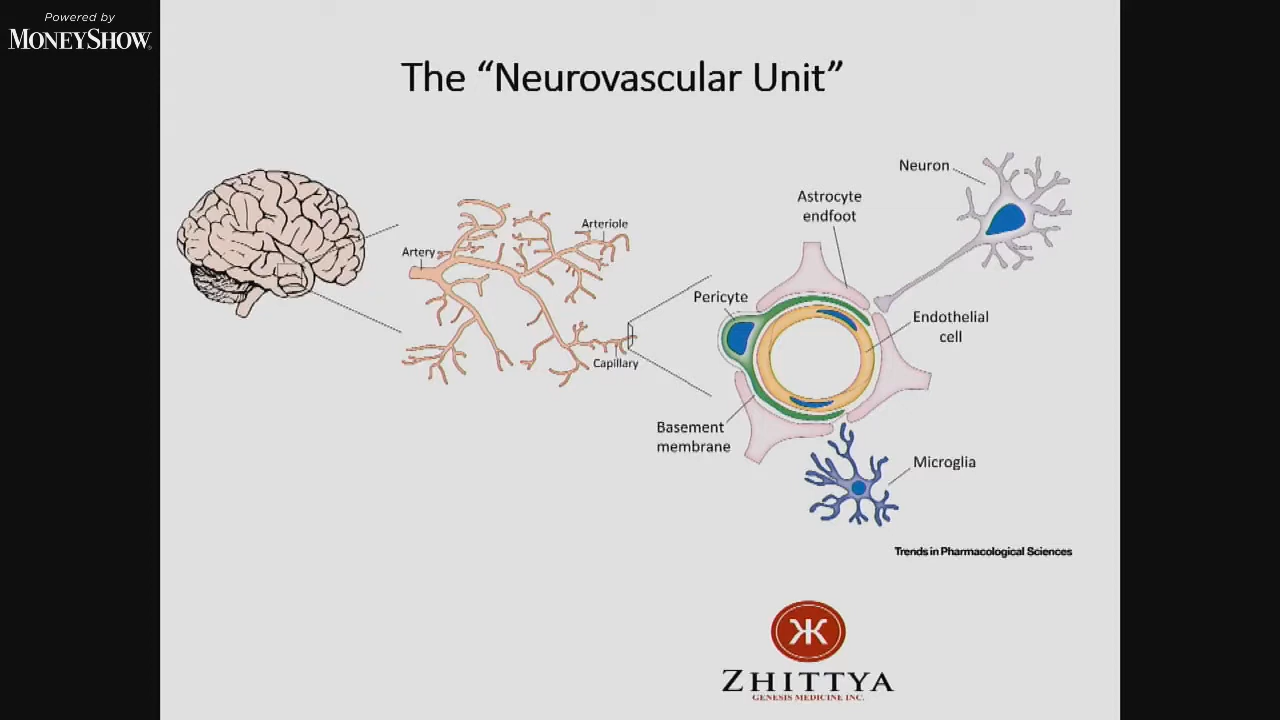 Powered by
MONEYSHOW
The “Neurovascular Unit”
Neuron
Astrocyte
endfoot
Arteriole
Artery
Pericyte
Endothelial
cell
Capillary
Basement
membrane
Microglia
Trends in Pharmacological Sciences
ZHITTYA
GENESIS MEDICINE INC.